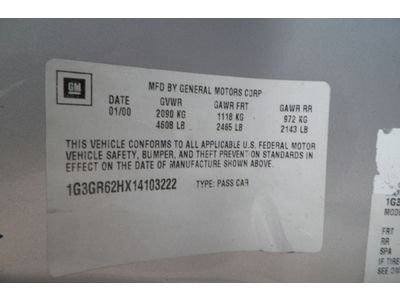 GM
MFD BY GENERAL MOTORS CORP
DATE GVWR GAWR FRT GAWR RR
01/00 2090 KG 1118 KG 972 KG
4608 LB 2465 LB 2143 LB
THIS VEHICLE CONFORMS TO ALL APPLICABLE U.S. FEDERAL MOTOR
VEHICLE SAFETY, BUMPER, AND THEFT PREVENTION STANDARDS IN
EFFECT ON THE DATE OF MANUFACTURE SHOWN ABOVE.
1G3GR62HX14103222 TYPE: PASS CAR
1G3
MODE
FRT
RR
SPA
IF TIRE
SEE OWN